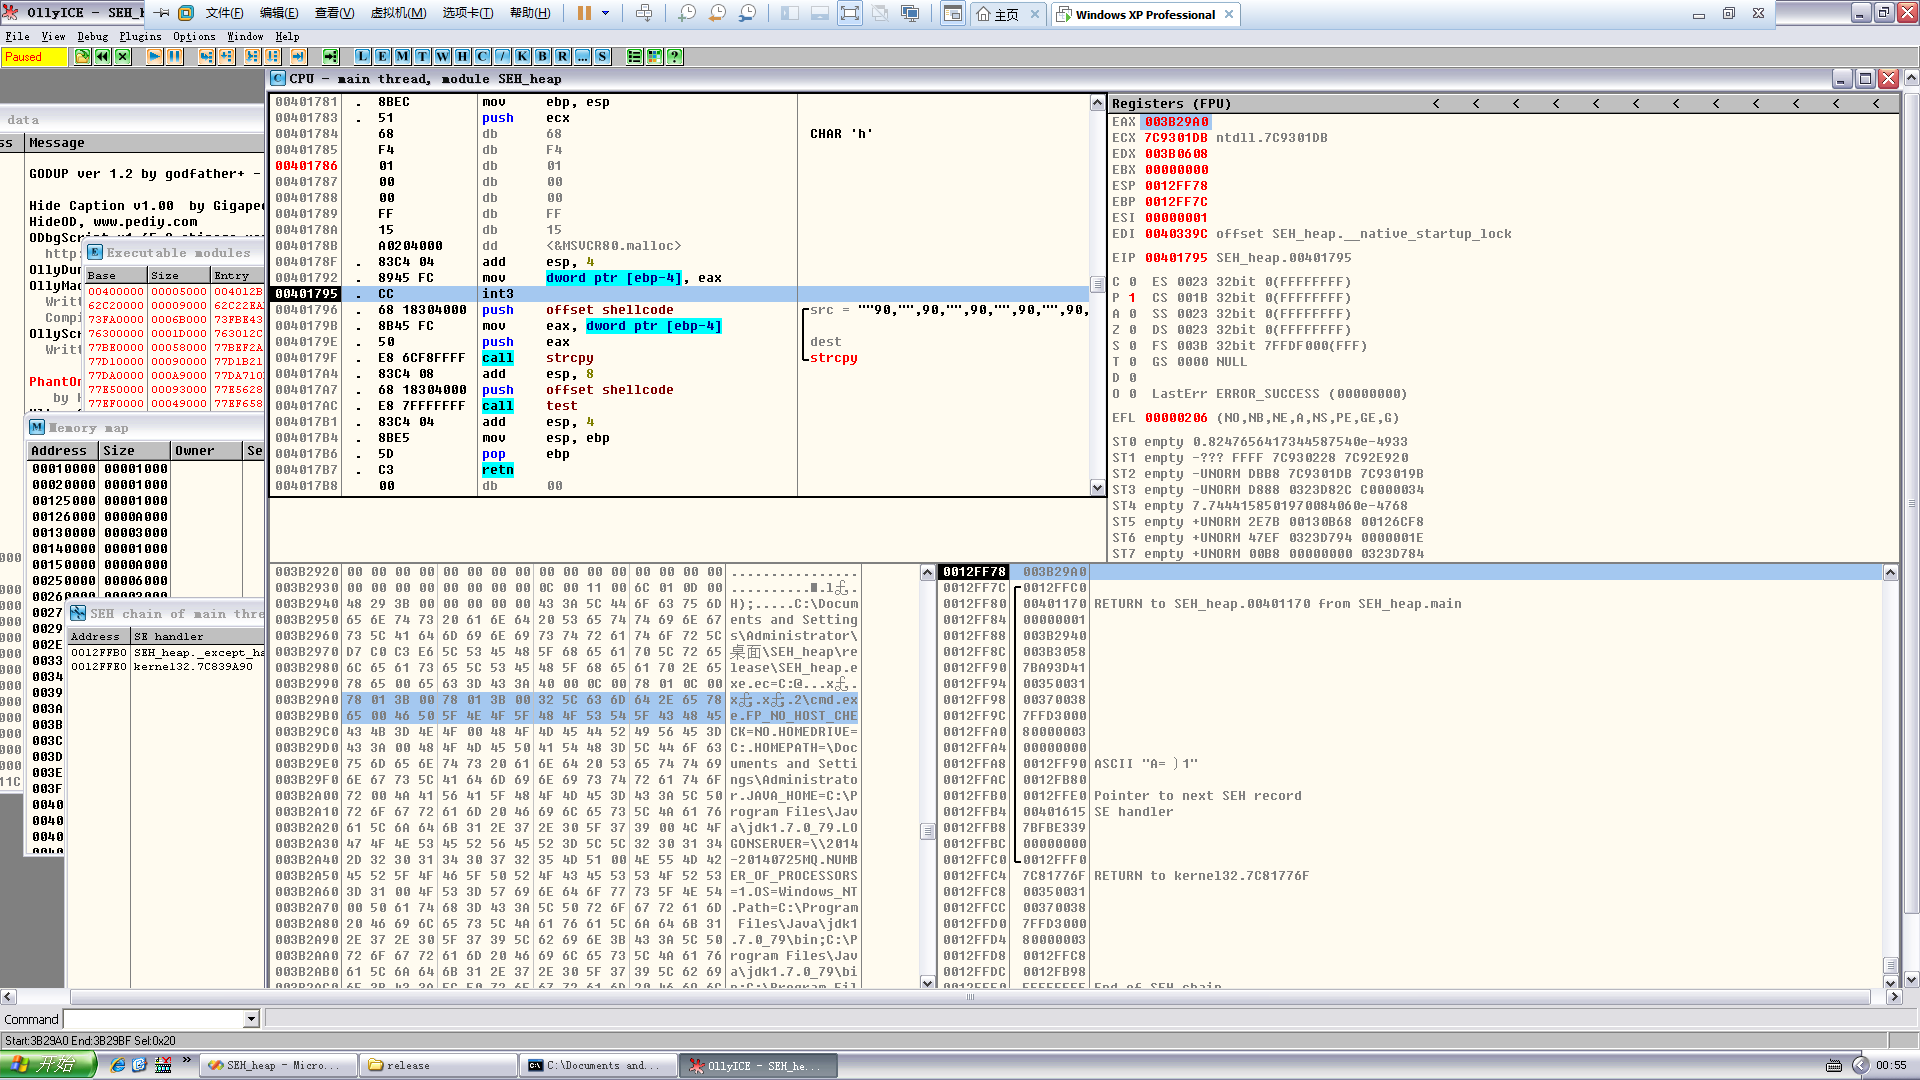 OllyICE - SEH_h
文件(F) 编辑(E) 查看(V) 虚拟机(M) 选项卡(T) 帮助(H)
主页
Windows XP Professional
File View Debug Plugins Options Window Help
Paused
L E M T W H C / K B R ... S
CPU - main thread, module SEH_heap
00401781 . 8BEC mov ebp, esp
00401783 . 51 push ecx
00401784 68 db 68 CHAR 'h'
00401785 F4 db F4
00401786 01 db 01
00401787 00 db 00
00401788 00 db 00
00401789 FF db FF
0040178A 15 db 15
0040178B A0204000 dd <&MSVCR80.malloc>
0040178F . 83C4 04 add esp, 4
00401792 . 8945 FC mov dword ptr [ebp-4], eax
00401795 . CC int3
00401796 . 68 18304000 push offset shellcode src = ""90,"",90,"",90,"",90,"",90,
0040179B . 8B45 FC mov eax, dword ptr [ebp-4]
0040179E . 50 push eax dest
0040179F . E8 6CF8FFFF call strcpy strcpy
004017A4 . 83C4 08 add esp, 8
004017A7 . 68 18304000 push offset shellcode
004017AC . E8 7FFFFFFF call test
004017B1 . 83C4 04 add esp, 4
004017B4 . 8BE5 mov esp, ebp
004017B6 . 5D pop ebp
004017B7 . C3 retn
004017B8 00 db 00
Registers (FPU) < < < < < < < < < < < <
EAX 003B29A0
ECX 7C9301DB ntdll.7C9301DB
EDX 003B0608
EBX 00000000
ESP 0012FF78
EBP 0012FF7C
ESI 00000001
EDI 0040339C offset SEH_heap.__native_startup_lock
EIP 00401795 SEH_heap.00401795
C 0 ES 0023 32bit 0(FFFFFFFF)
P 1 CS 001B 32bit 0(FFFFFFFF)
A 0 SS 0023 32bit 0(FFFFFFFF)
Z 0 DS 0023 32bit 0(FFFFFFFF)
S 0 FS 003B 32bit 7FFDF000(FFF)
T 0 GS 0000 NULL
D 0
O 0 LastErr ERROR_SUCCESS (00000000)
EFL 00000206 (NO,NB,NE,A,NS,PE,GE,G)
ST0 empty 0.8247656417344587540e-4933
ST1 empty -??? FFFF 7C930228 7C92E920
ST2 empty -UNORM DBB8 7C9301DB 7C93019B
ST3 empty -UNORM D888 0323D82C C0000034
ST4 empty 7.7444158501970084060e-4768
ST5 empty +UNORM 2E7B 00130B68 00126CF8
ST6 empty +UNORM 47EF 0323D794 0000001E
ST7 empty +UNORM 00B8 00000000 0323D784
data
ss Message
GODUP ver 1.2 by godfather+ -
Hide Caption v1.00 by Gigaped
HideOD, www.pediy.com
Executable modules
Base Size Entry
00400000 00005000 004012B
62C20000 00009000 62C22EA
73FA0000 0006B000 73FBE43
76300000 0001D000 763012C
77BE0000 00058000 77BEF2A
77D10000 00090000 77D1B21
77DA0000 000A9000 77DA710
77E50000 00093000 77E5628
77EF0000 00049000 77EF658
http:
OllyDum
OllyMac
Writt
Compi
OllyScr
Writt
PhantOm
by H
Memory map
Address Size Owner Se
00010000 00001000
00020000 00001000
00125000 00001000
00126000 0000A000
00130000 00003000
00140000 00001000
00150000 0000A000
00250000 00006000
SEH chain of main thre
Address SE handler
0012FFB0 SEH_heap._except_ha
0012FFE0 kernel32.7C839A90
003B2920 00 00 00 00 00 00 00 00 00 00 00 00 00 00 00 00 ................
003B2930 00 00 00 00 00 00 00 00 0C 00 11 00 6C 01 0D 00
003B2940 48 29 3B 00 00 00 00 00 43 3A 5C 44 6F 63 75 6D H);.....C:\Docum
003B2950 65 6E 74 73 20 61 6E 64 20 53 65 74 74 69 6E 67 ents and Setting
003B2960 73 5C 41 64 6D 69 6E 69 73 74 72 61 74 6F 72 5C s\Administrator\
003B2970 D7 C0 C3 E6 5C 53 45 48 5F 68 65 61 70 5C 72 65 桌面\SEH_heap\re
003B2980 6C 65 61 73 65 5C 53 45 48 5F 68 65 61 70 2E 65 lease\SEH_heap.e
003B2990 78 65 00 65 63 3D 43 3A 40 00 0C 00 78 01 0C 00
003B29A0 78 01 3B 00 78 01 3B 00 32 5C 63 6D 64 2E 65 78
003B29B0 65 00 46 50 5F 4E 4F 5F 48 4F 53 54 5F 43 48 45 e.FP_NO_HOST_CHE
003B29C0 43 4B 3D 4E 4F 00 48 4F 4D 45 44 52 49 56 45 3D CK=NO.HOMEDRIVE=
003B29D0 43 3A 00 48 4F 4D 45 50 41 54 48 3D 5C 44 6F 63 C:.HOMEPATH=\Doc
003B29E0 75 6D 65 6E 74 73 20 61 6E 64 20 53 65 74 74 69 uments and Setti
003B29F0 6E 67 73 5C 41 64 6D 69 6E 69 73 74 72 61 74 6F ngs\Administrato
003B2A00 72 00 4A 41 56 41 5F 48 4F 4D 45 3D 43 3A 5C 50 r.JAVA_HOME=C:\P
003B2A10 72 6F 67 72 61 6D 20 46 69 6C 65 73 5C 4A 61 76 rogram Files\Jav
003B2A20 61 5C 6A 64 6B 31 2E 37 2E 30 5F 37 39 00 4C 4F a\jdk1.7.0_79.LO
003B2A30 47 4F 4E 53 45 52 56 45 52 3D 5C 5C 32 30 31 34 GONSERVER=\\2014
003B2A40 2D 32 30 31 34 30 37 32 35 4D 51 00 4E 55 4D 42 -20140725MQ.NUMB
003B2A50 45 52 5F 4F 46 5F 50 52 4F 43 45 53 53 4F 52 53 ER_OF_PROCESSORS
003B2A60 3D 31 00 4F 53 3D 57 69 6E 64 6F 77 73 5F 4E 54 =1.OS=Windows_NT
003B2A70 00 50 61 74 68 3D 43 3A 5C 50 72 6F 67 72 61 6D .Path=C:\Program
003B2A80 20 46 69 6C 65 73 5C 4A 61 76 61 5C 6A 64 6B 31 Files\Java\jdk1
003B2A90 2E 37 2E 30 5F 37 39 5C 62 69 6E 3B 43 3A 5C 50 .7.0_79\bin;C:\P
003B2AA0 72 6F 67 72 61 6D 20 46 69 6C 65 73 5C 4A 61 76 rogram Files\Jav
003B2AB0 61 5C 6A 64 6B 31 2E 37 2E 30 5F 37 39 5C 62 69 a\jdk1.7.0_79\bi
0012FF78 003B29A0
0012FF7C 0012FFC0
0012FF80 00401170 RETURN to SEH_heap.00401170 from SEH_heap.main
0012FF84 00000001
0012FF88 003B2940
0012FF8C 003B3058
0012FF90 7BA93D41
0012FF94 00350031
0012FF98 00370038
0012FF9C 7FFD3000
0012FFA0 80000003
0012FFA4 00000000
0012FFA8 0012FF90 ASCII "A=﹞1"
0012FFAC 0012FB80
0012FFB0 0012FFE0 Pointer to next SEH record
0012FFB4 00401615 SE handler
0012FFB8 7BFBE339
0012FFBC 00000000
0012FFC0 0012FFF0
0012FFC4 7C81776F RETURN to kernel32.7C81776F
0012FFC8 00350031
0012FFCC 00370038
0012FFD0 7FFD3000
0012FFD4 80000003
0012FFD8 0012FFC8
0012FFDC 0012FB98
Command
Start:3B29A0 End:3B29BF Sel:0x20
开始
SEH_heap - Micro...
release
C:\Documents and...
OllyICE - SEH_he...
00:55